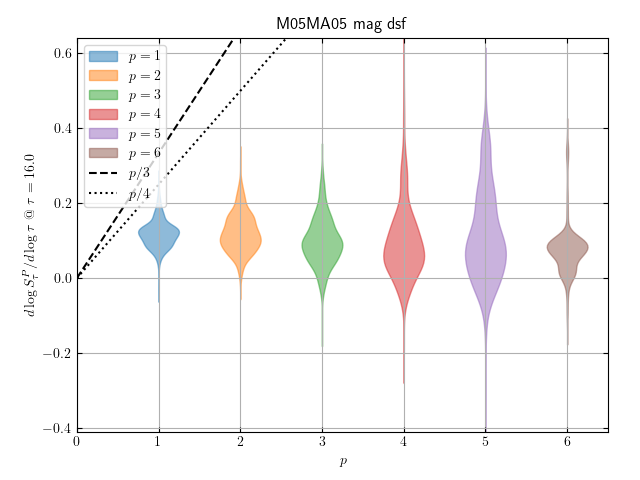 M05MA05 mag dsf
0.6
0.4
0.2
0.0
−0.2
−0.4
d log S_τ^P / d log τ @ τ = 16.0
p = 1
p = 2
p = 3
p = 4
p = 5
p = 6
p/3
p/4
0 1 2 3 4 5 6
p